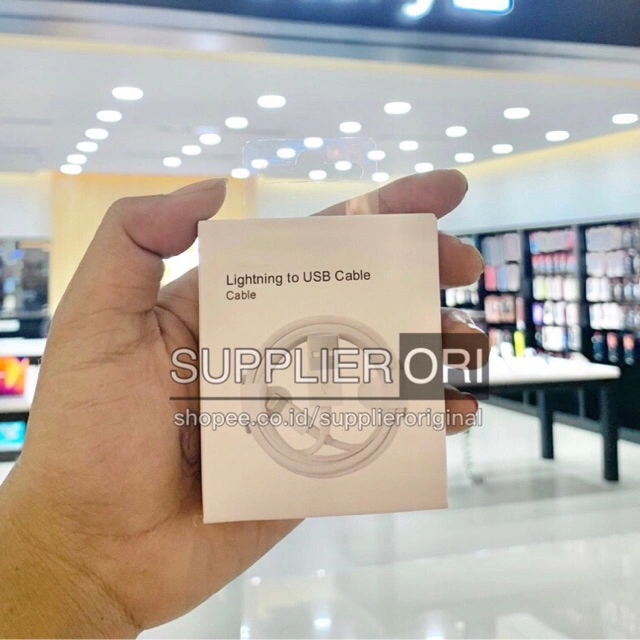 Lightning to USB Cable
Cable
SUPPLIER ORI
shopee.co.id/supplieroriginal